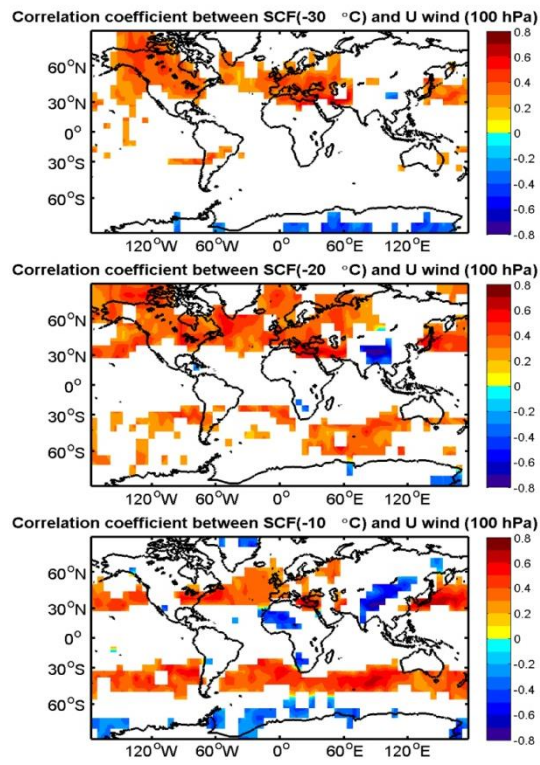 Correlation coefficient between SCF(-30 °C) and U wind (100 hPa)
0.8
60°N
0.6
0.4
30°N
0.2
0°
0
30°S
-0.2
-0.4
60°S
-0.6
-0.8
120°W 60°W 0° 60°E 120°E
Correlation coefficient between SCF(-20 °C) and U wind (100 hPa)
0.8
60°N
0.6
0.4
30°N
0.2
0°
0
30°S
-0.2
-0.4
60°S
-0.6
-0.8
120°W 60°W 0° 60°E 120°E
Correlation coefficient between SCF(-10 °C) and U wind (100 hPa)
0.8
60°N
0.6
0.4
30°N
0.2
0°
0
30°S
-0.2
-0.4
60°S
-0.6
-0.8
120°W 60°W 0° 60°E 120°E